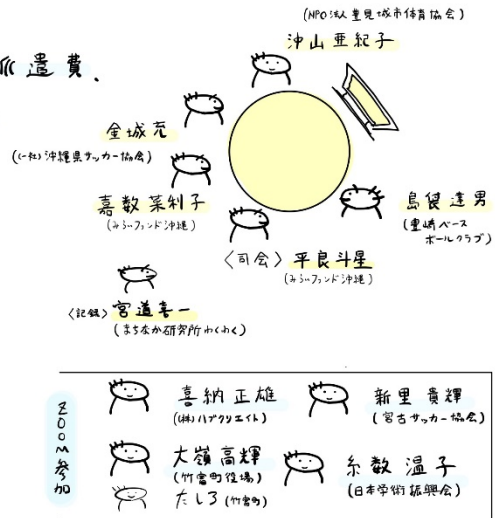 (NPO法人豊見城市体育協会)
沖山亜紀子
派遣費、
金城充
((一社)沖縄県サッカー協会)
嘉数菜利子
(みらいファンド沖縄)
島袋達男
(豊崎ベース
ボールクラブ)
〈司会〉平良斗星
(みらいファンド沖縄)
〈記録〉宮道喜一
(まちなか研究所わくわく)
ZOOM参加
喜納正雄
((株)ハブクリエイト)
新里貴輝
(宮古サッカー協会)
大嶺高輝
(竹富町役場)
たしろ(竹富町)
糸数温子
(日本学術振興会)